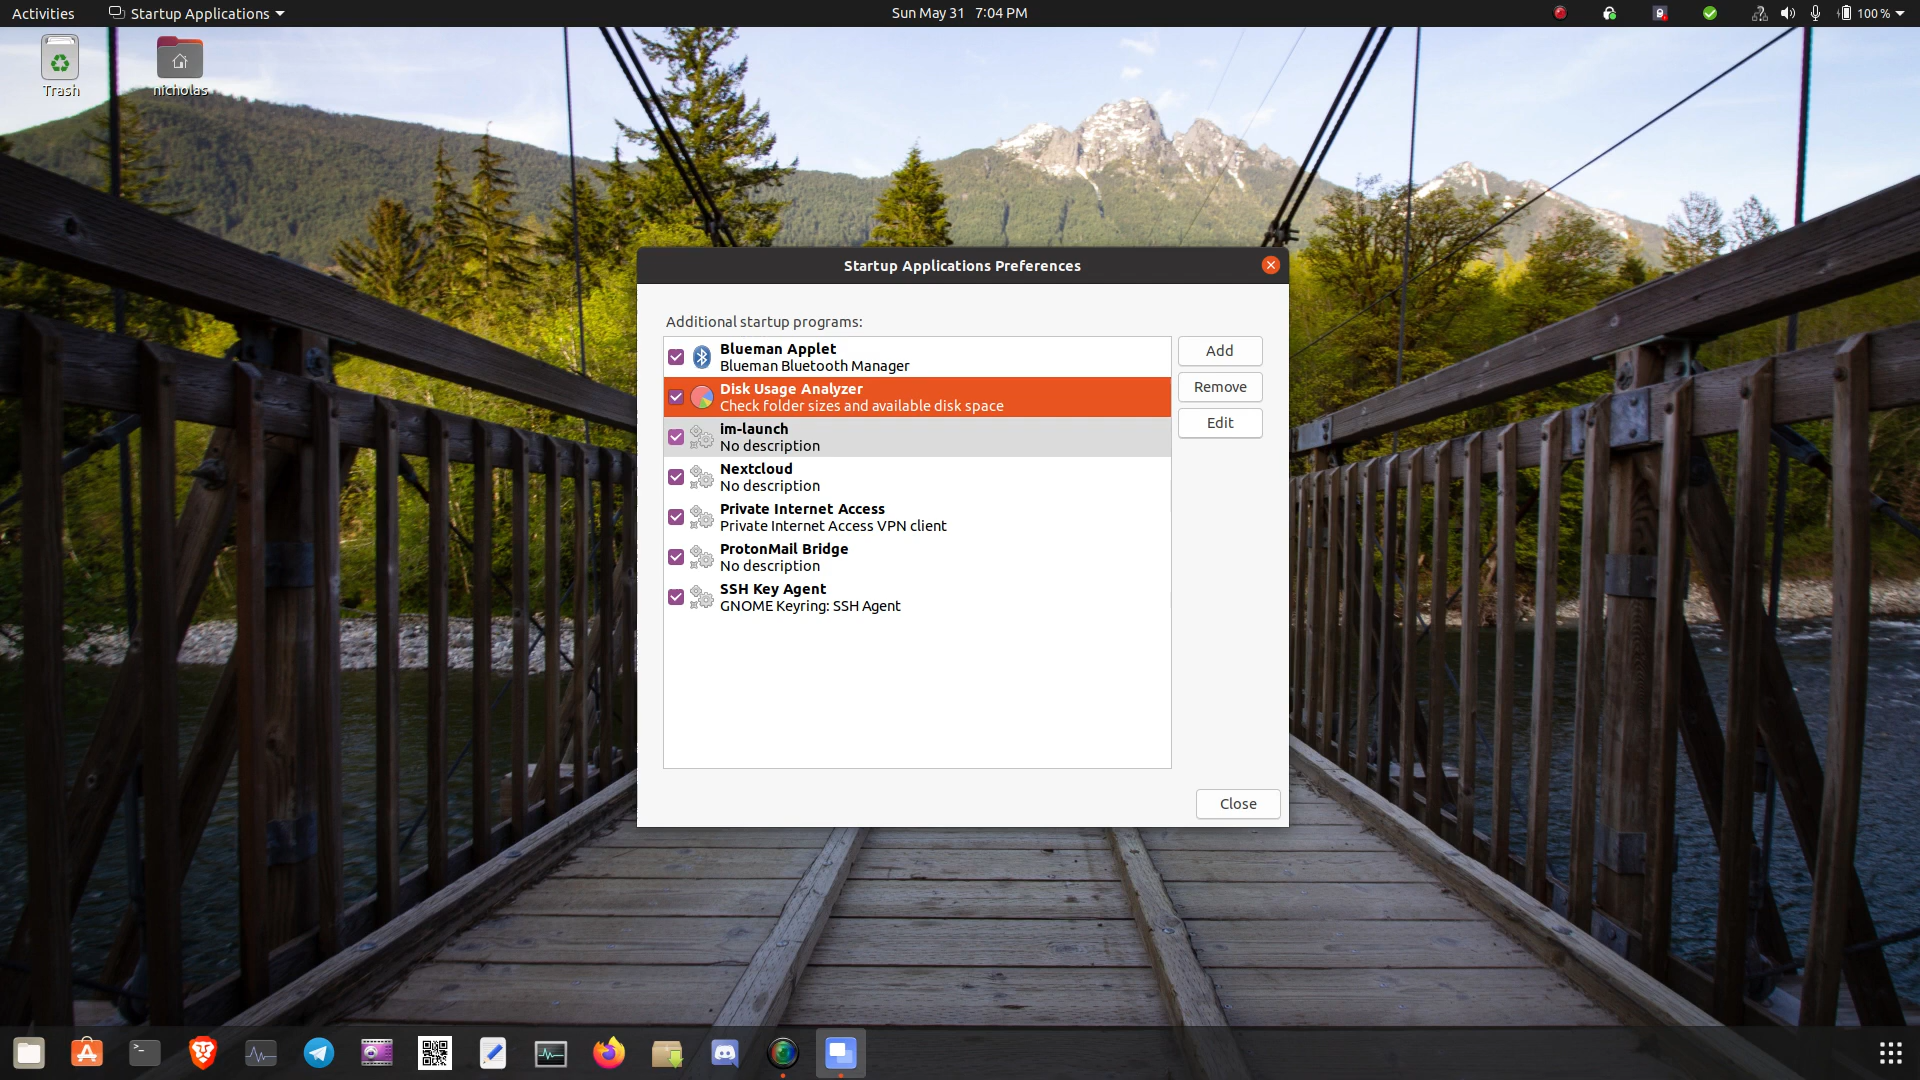 Activities
Startup Applications
Sun May 31 7:04 PM
100 %
Trash
nicholas
Startup Applications Preferences
Additional startup programs:
Blueman Applet
Blueman Bluetooth Manager
Disk Usage Analyzer
Check folder sizes and available disk space
im-launch
No description
Nextcloud
No description
Private Internet Access
Private Internet Access VPN client
ProtonMail Bridge
No description
SSH Key Agent
GNOME Keyring: SSH Agent
Add
Remove
Edit
Close